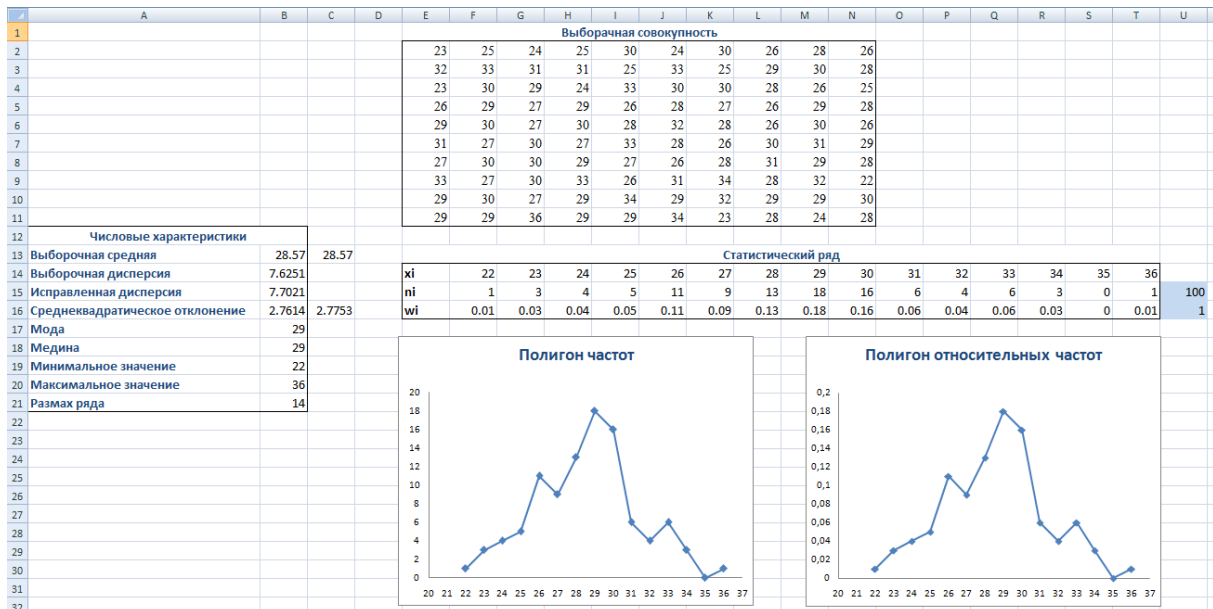 A B C D E F G H I J K L M N O P Q R S T U
1 Выборачная совокупность
2 23 25 24 25 30 24 30 26 28 26
3 32 33 31 31 25 33 25 29 30 28
4 23 30 29 24 33 30 30 28 26 25
5 26 29 27 29 26 28 27 26 29 28
6 29 30 27 30 28 32 28 26 30 26
7 31 27 30 27 33 28 26 30 31 29
8 27 30 30 29 27 26 28 31 29 28
9 33 27 30 33 26 31 34 28 32 22
10 29 30 27 29 34 29 32 29 29 30
11 29 29 36 29 29 34 23 28 24 28
12 Числовые характеристики
13 Выборочная средняя 28.57 28.57 Статистический ряд
14 Выборочная дисперсия 7.6251 xi 22 23 24 25 26 27 28 29 30 31 32 33 34 35 36
15 Исправленная дисперсия 7.7021 ni 1 3 4 5 11 9 13 18 16 6 4 6 3 0 1 100
16 Среднеквадратическое отклонение 2.7614 2.7753 wi 0.01 0.03 0.04 0.05 0.11 0.09 0.13 0.18 0.16 0.06 0.04 0.06 0.03 0 0.01 1
17 Мода 29
18 Медина 29
19 Минимальное значение 22
20 Максимальное значение 36
21 Размах ряда 14
22
23
24
25
26
27
28
29
30
31
32
Полигон частот
20
18
16
14
12
10
8
6
4
2
0
20 21 22 23 24 25 26 27 28 29 30 31 32 33 34 35 36 37
Полигон относительных частот
0,2
0,18
0,16
0,14
0,12
0,1
0,08
0,06
0,04
0,02
0
20 21 22 23 24 25 26 27 28 29 30 31 32 33 34 35 36 37